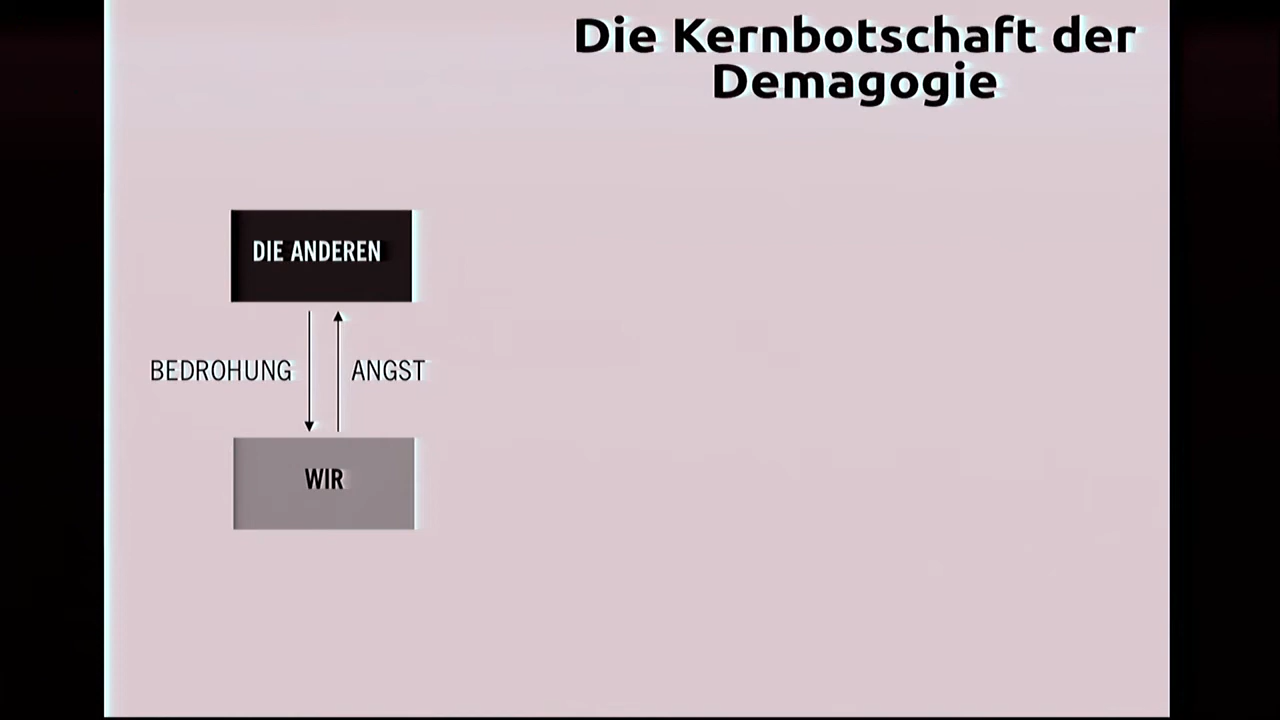 Die Kernbotschaft der
Demagogie
DIE ANDEREN
BEDROHUNG
ANGST
WIR